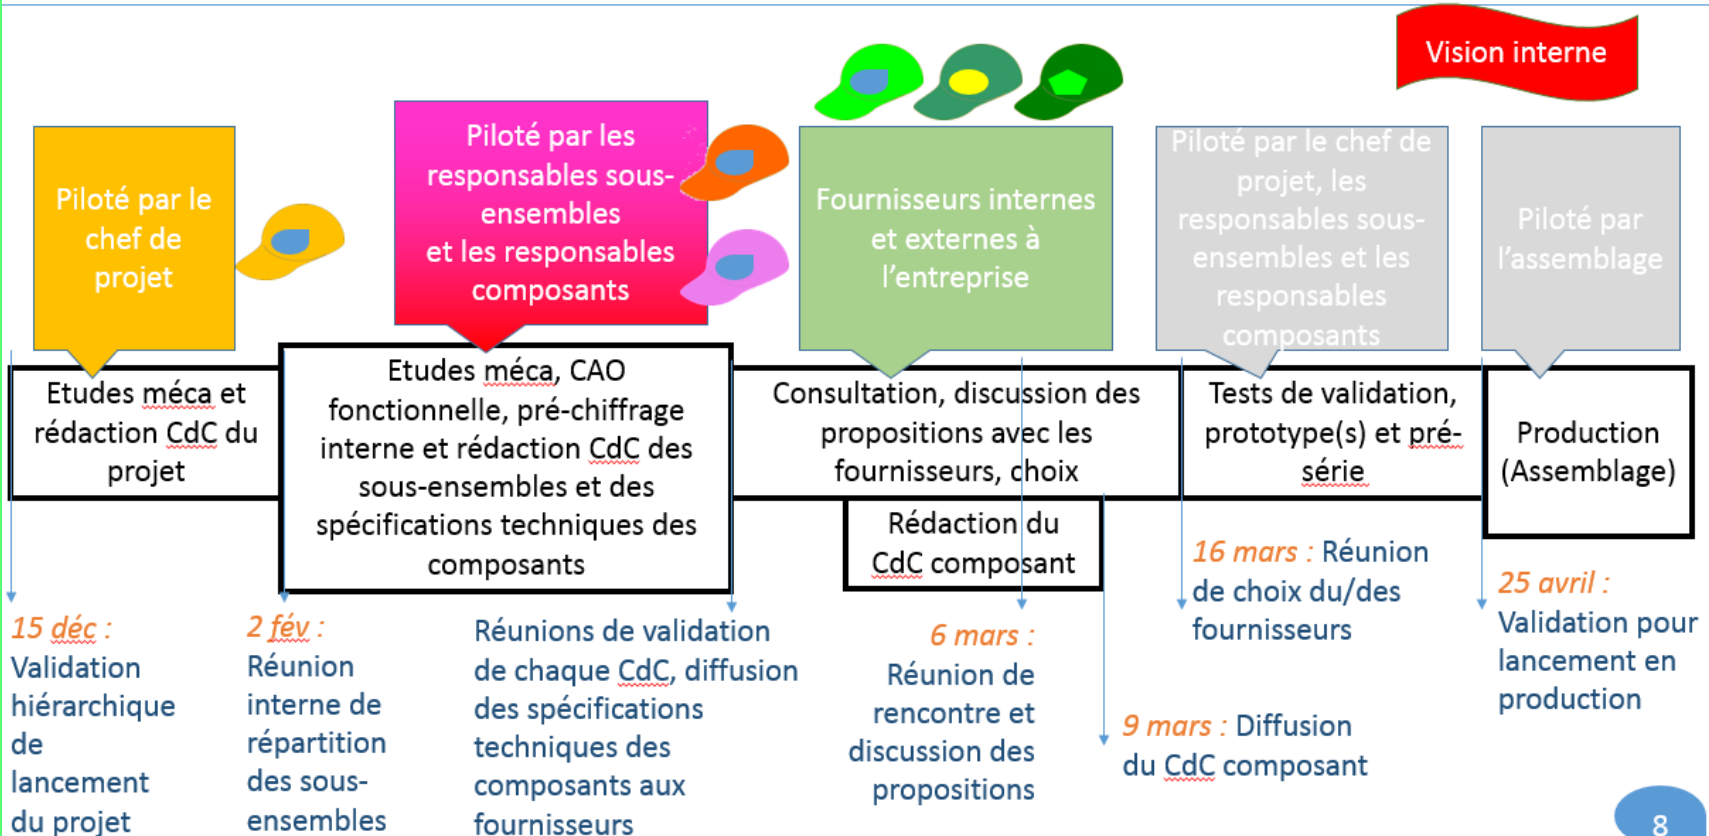 Vision interne
Piloté par le
chef de
projet
Piloté par les
responsables sous-
ensembles
et les responsables
composants
Fournisseurs internes
et externes à
l’entreprise
Piloté par le chef de
projet, les
responsables sous-
ensembles et les
responsables
composants
Piloté par
l’assemblage
Etudes méca et
rédaction CdC du
projet
Etudes méca, CAO
fonctionnelle, pré-chiffrage
interne et rédaction CdC des
sous-ensembles et des
spécifications techniques des
composants
Consultation, discussion des
propositions avec les
fournisseurs, choix
Rédaction du
CdC composant
Tests de validation,
prototype(s) et pré-
série
Production
(Assemblage)
15 déc :
Validation
hiérarchique
de
lancement
du projet
2 fév :
Réunion
interne de
répartition
des sous-
ensembles
Réunions de validation
de chaque CdC, diffusion
des spécifications
techniques des
composants aux
fournisseurs
6 mars :
Réunion de
rencontre et
discussion des
propositions
9 mars : Diffusion
du CdC composant
16 mars : Réunion
de choix du/des
fournisseurs
25 avril :
Validation pour
lancement en
production
8